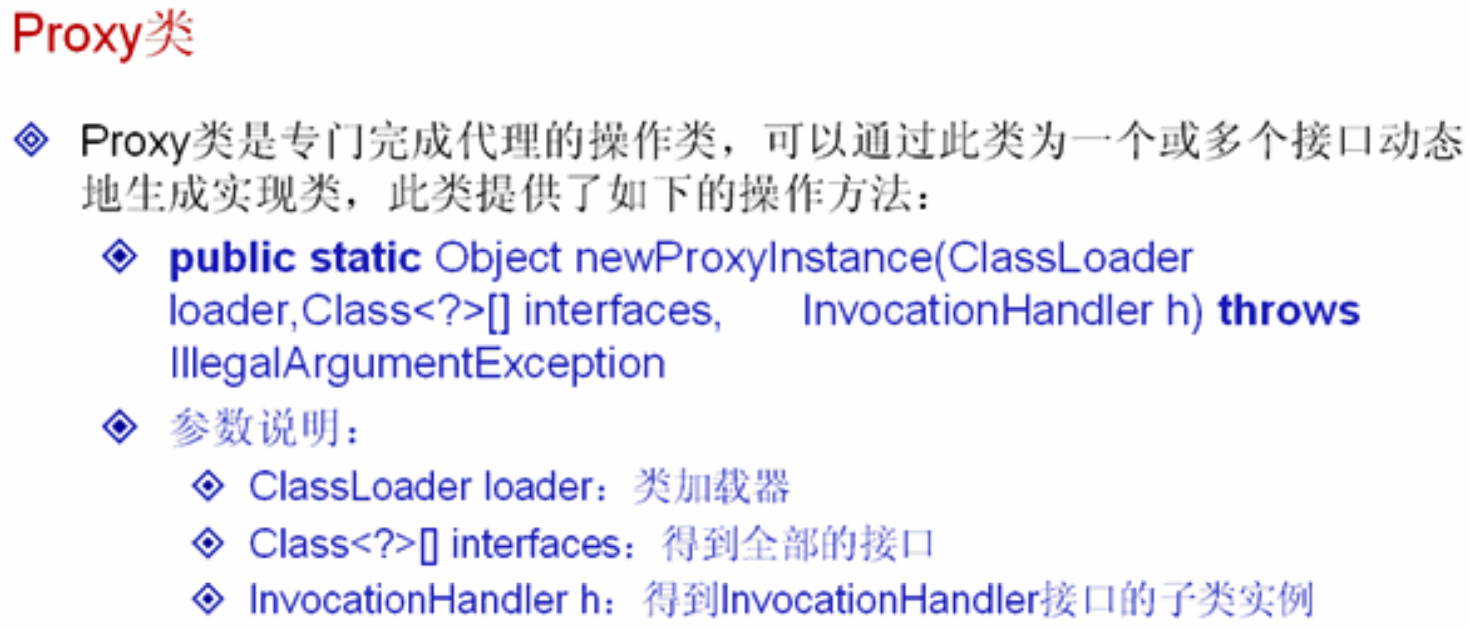 Proxy类
Proxy类是专门完成代理的操作类，可以通过此类为一个或多个接口动态
地生成实现类，此类提供了如下的操作方法：
public static Object newProxyInstance(ClassLoader
loader,Class<?>[] interfaces, InvocationHandler h) throws
IllegalArgumentException
参数说明：
ClassLoader loader：类加载器
Class<?>[] interfaces：得到全部的接口
InvocationHandler h：得到InvocationHandler接口的子类实例